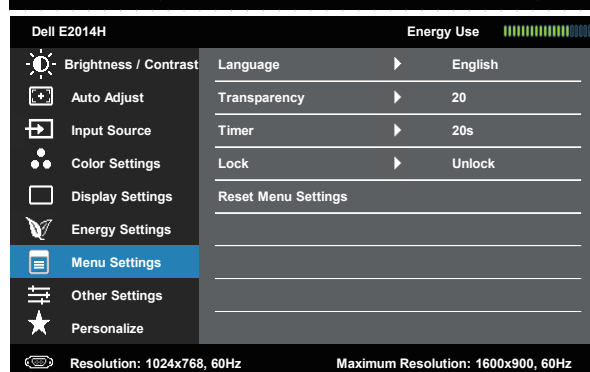 Dell E2014H Energy Use
Brightness / Contrast Language English
Auto Adjust Transparency 20
Input Source Timer 20s
Color Settings Lock Unlock
Display Settings Reset Menu Settings
Energy Settings
Menu Settings
Other Settings
Personalize
Resolution: 1024x768, 60Hz Maximum Resolution: 1600x900, 60Hz